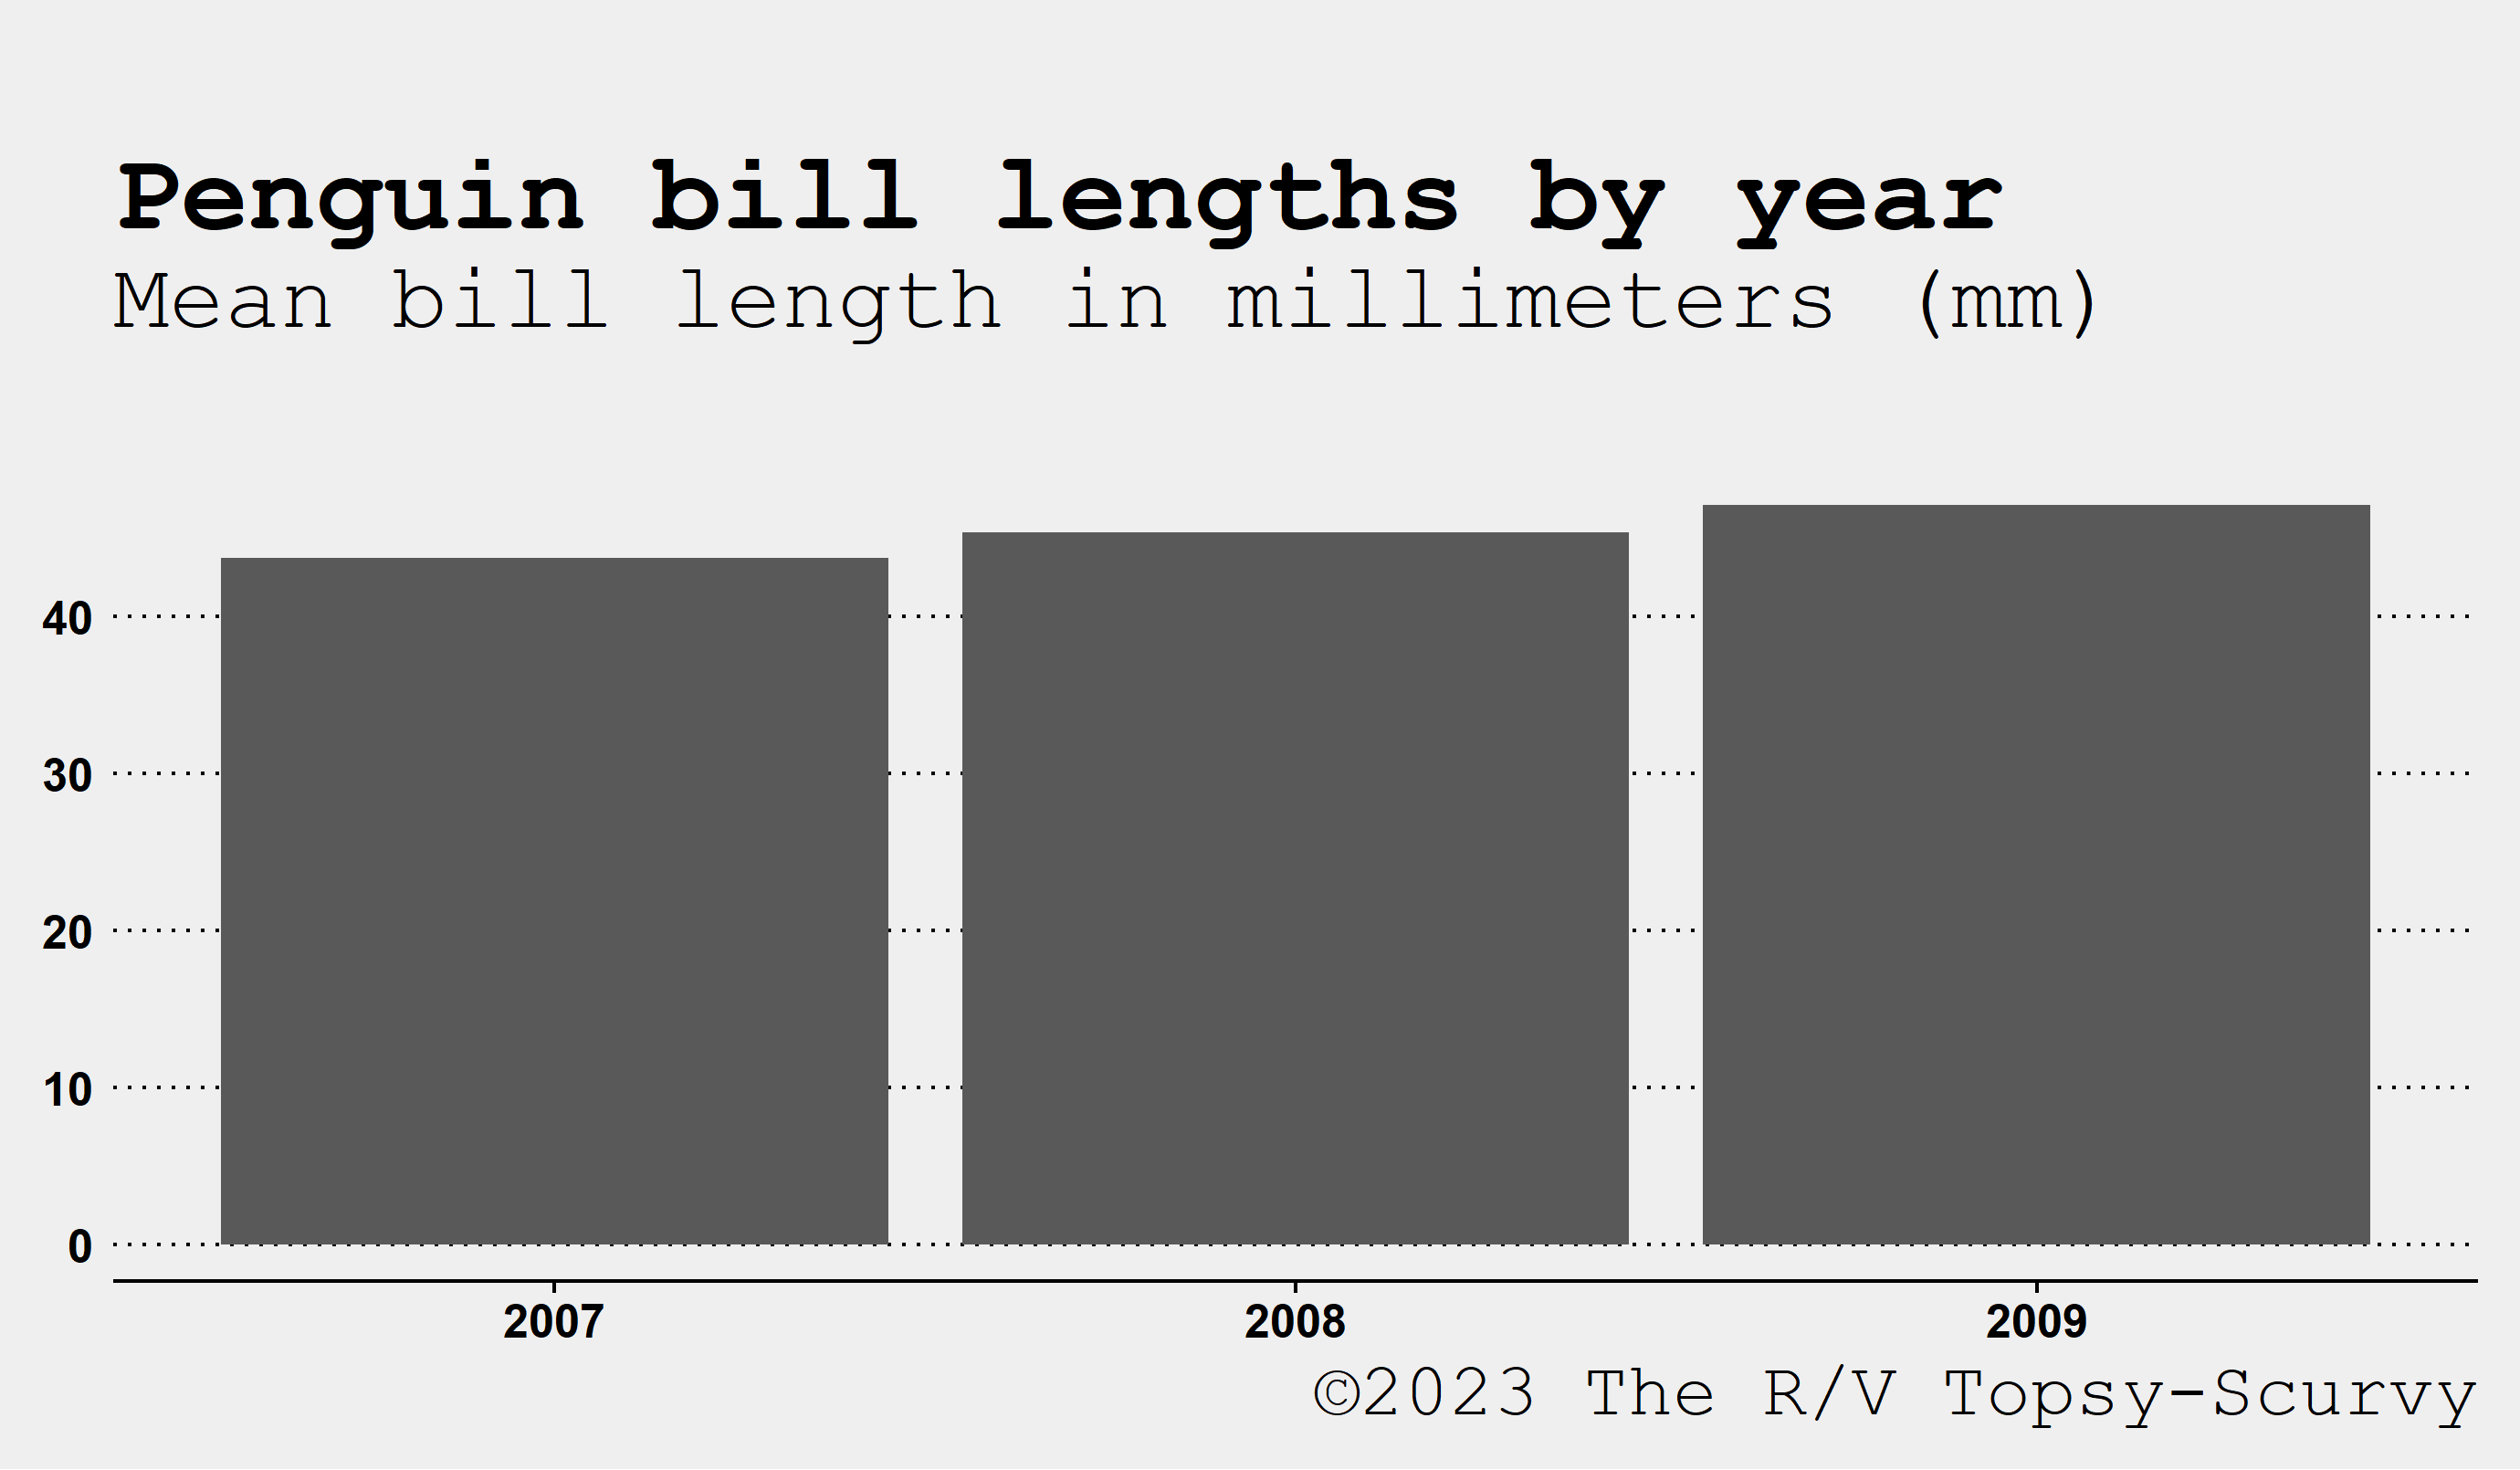 Penguin bill lengths by year
Mean bill length in millimeters (mm)
40
30
20
10
0
2007 2008 2009
©2023 The R/V Topsy-Scurvy